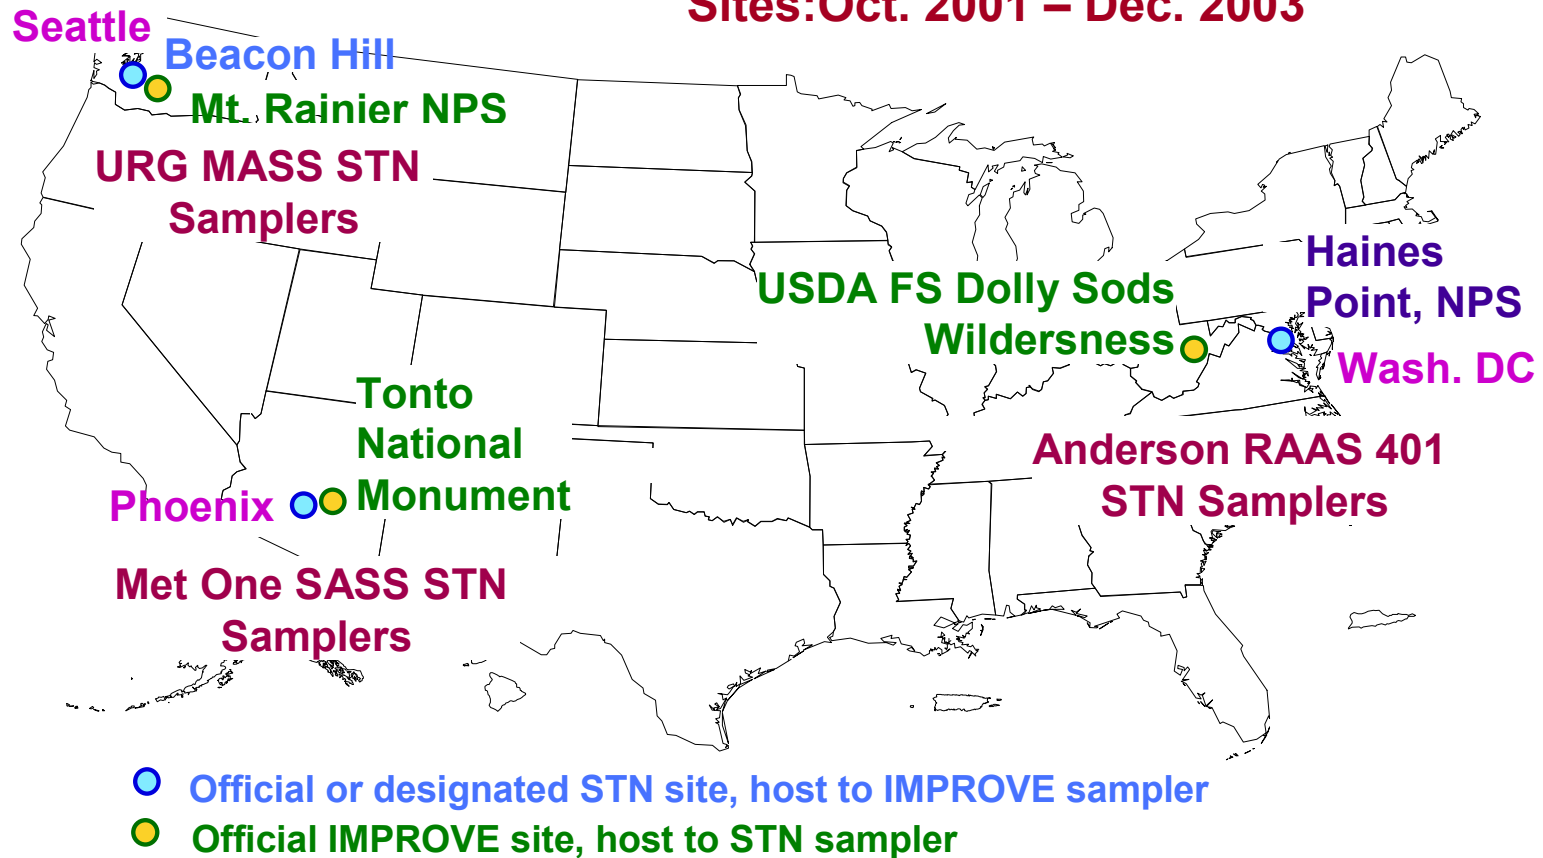 Sites:Oct. 2001 – Dec. 2003
Seattle
Beacon Hill
Mt. Rainier NPS
URG MASS STN
Samplers
Haines
Point, NPS
USDA FS Dolly Sods
Wildersness
Wash. DC
Tonto
National
Monument
Phoenix
Anderson RAAS 401
STN Samplers
Met One SASS STN
Samplers
Official or designated STN site, host to IMPROVE sampler
Official IMPROVE site, host to STN sampler